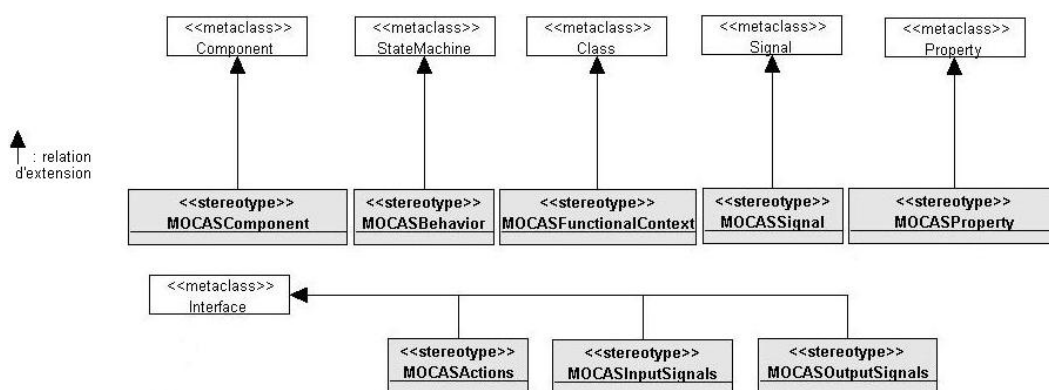 <<metaclass>>
Component
<<metaclass>>
StateMachine
<<metaclass>>
Class
<<metaclass>>
Signal
<<metaclass>>
Property
: relation
d'extension
<<stereotype>>
MOCASComponent
<<stereotype>>
MOCASBehavior
<<stereotype>>
MOCASFunctionalContext
<<stereotype>>
MOCASSignal
<<stereotype>>
MOCASProperty
<<metaclass>>
Interface
<<stereotype>>
MOCASActions
<<stereotype>>
MOCASInputSignals
<<stereotype>>
MOCASOutputSignals